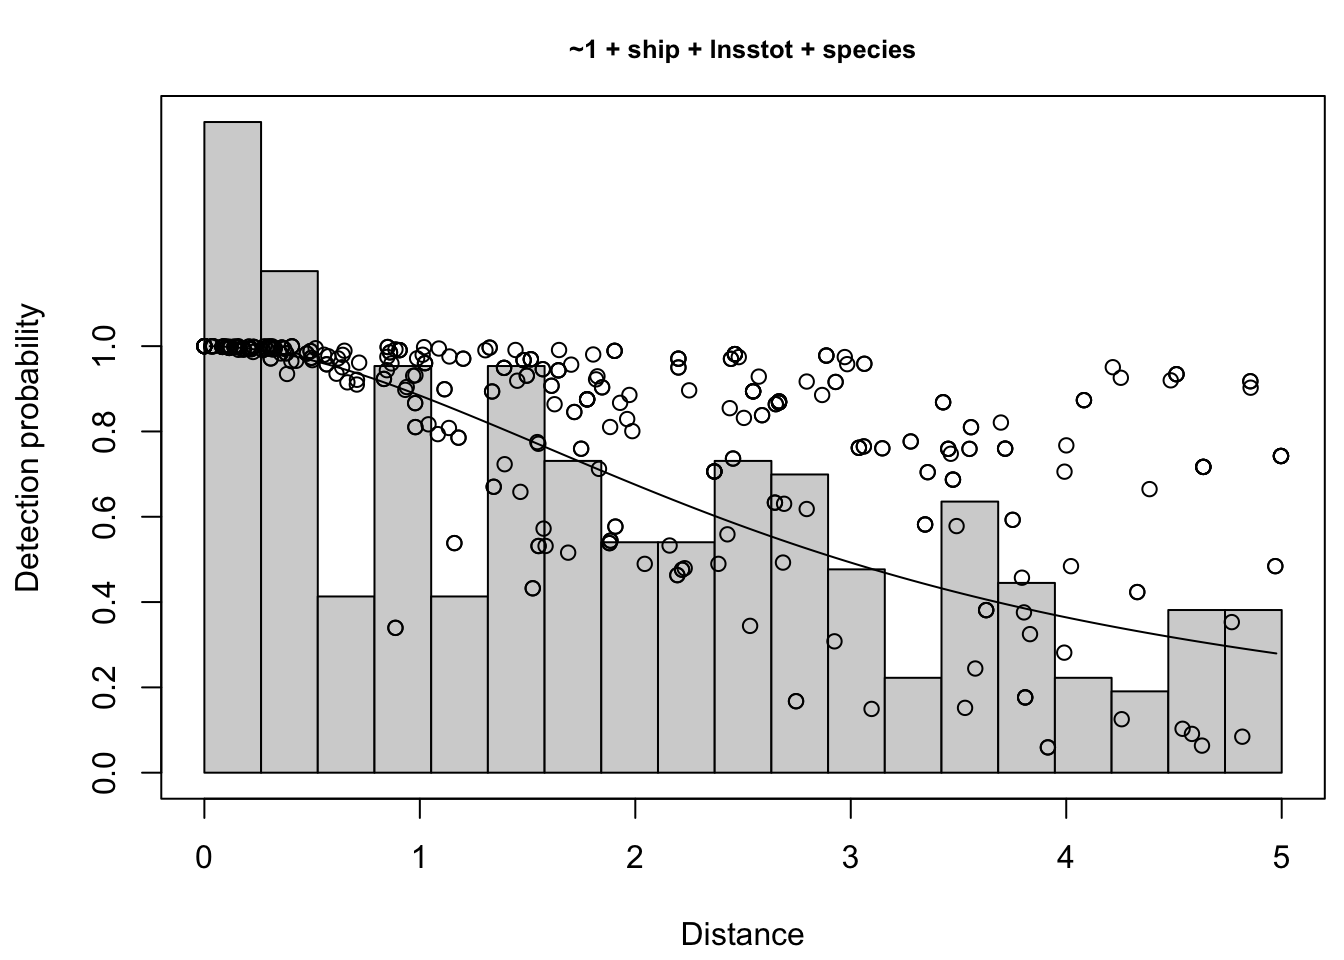 ~1 + ship + lnsstot + species
Detection probability
1.0
0.8
0.6
0.4
0.2
0.0
0 1 2 3 4 5
Distance